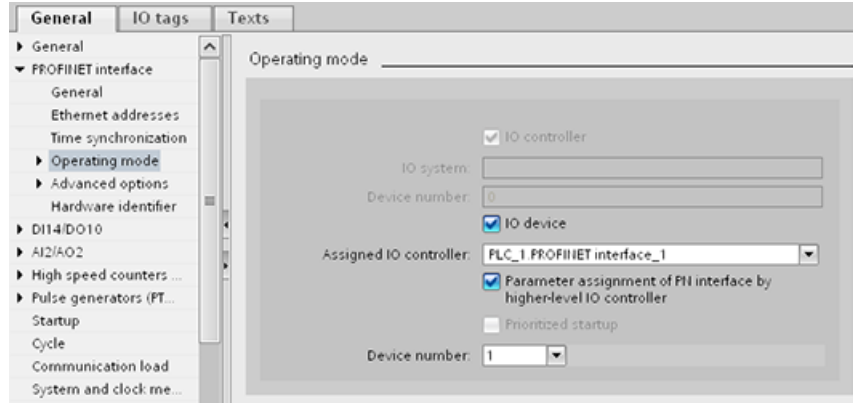 General
IO tags
Texts
General
PROFINET interface
General
Ethernet addresses
Time synchronization
Operating mode
Advanced options
Hardware identifier
DI14/DO10
AI2/AO2
High speed counters ...
Pulse generators (PT...
Startup
Cycle
Communication load
System and clock me...
Operating mode
IO controller
IO system:
Device number: 0
IO device
Assigned IO controller: PLC_1.PROFINET interface_1
Parameter assignment of PN interface by
higher-level IO controller
Prioritized startup
Device number: 1